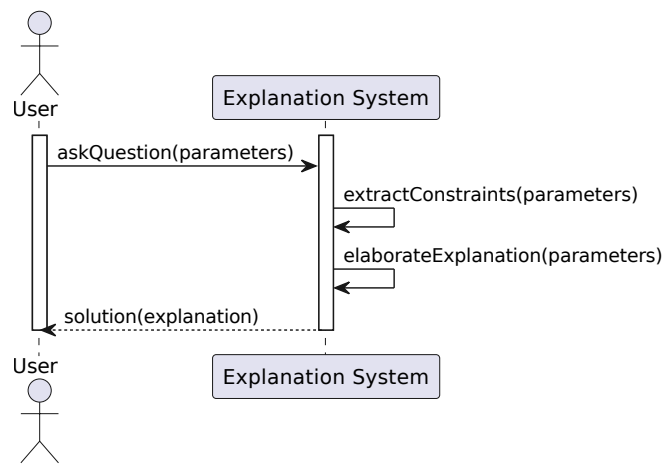 User
Explanation System
askQuestion(parameters)
extractConstraints(parameters)
elaborateExplanation(parameters)
solution(explanation)
User
Explanation System